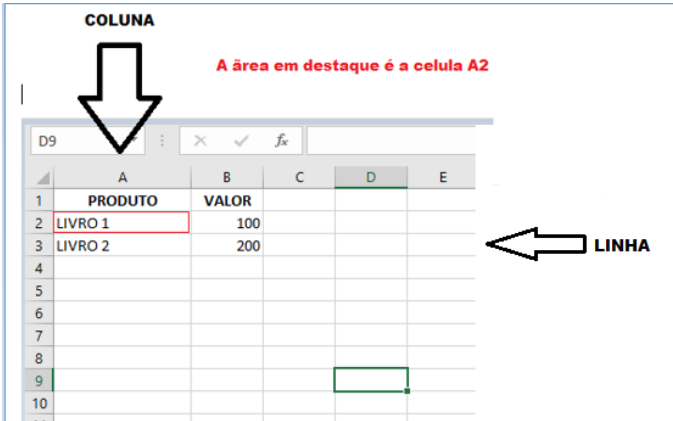 COLUNA
A ãrea em destaque é a celula A2
D9 fx
A B C D E
1 PRODUTO VALOR
2 LIVRO 1 100
3 LIVRO 2 200
LINHA
4
5
6
7
8
9
10